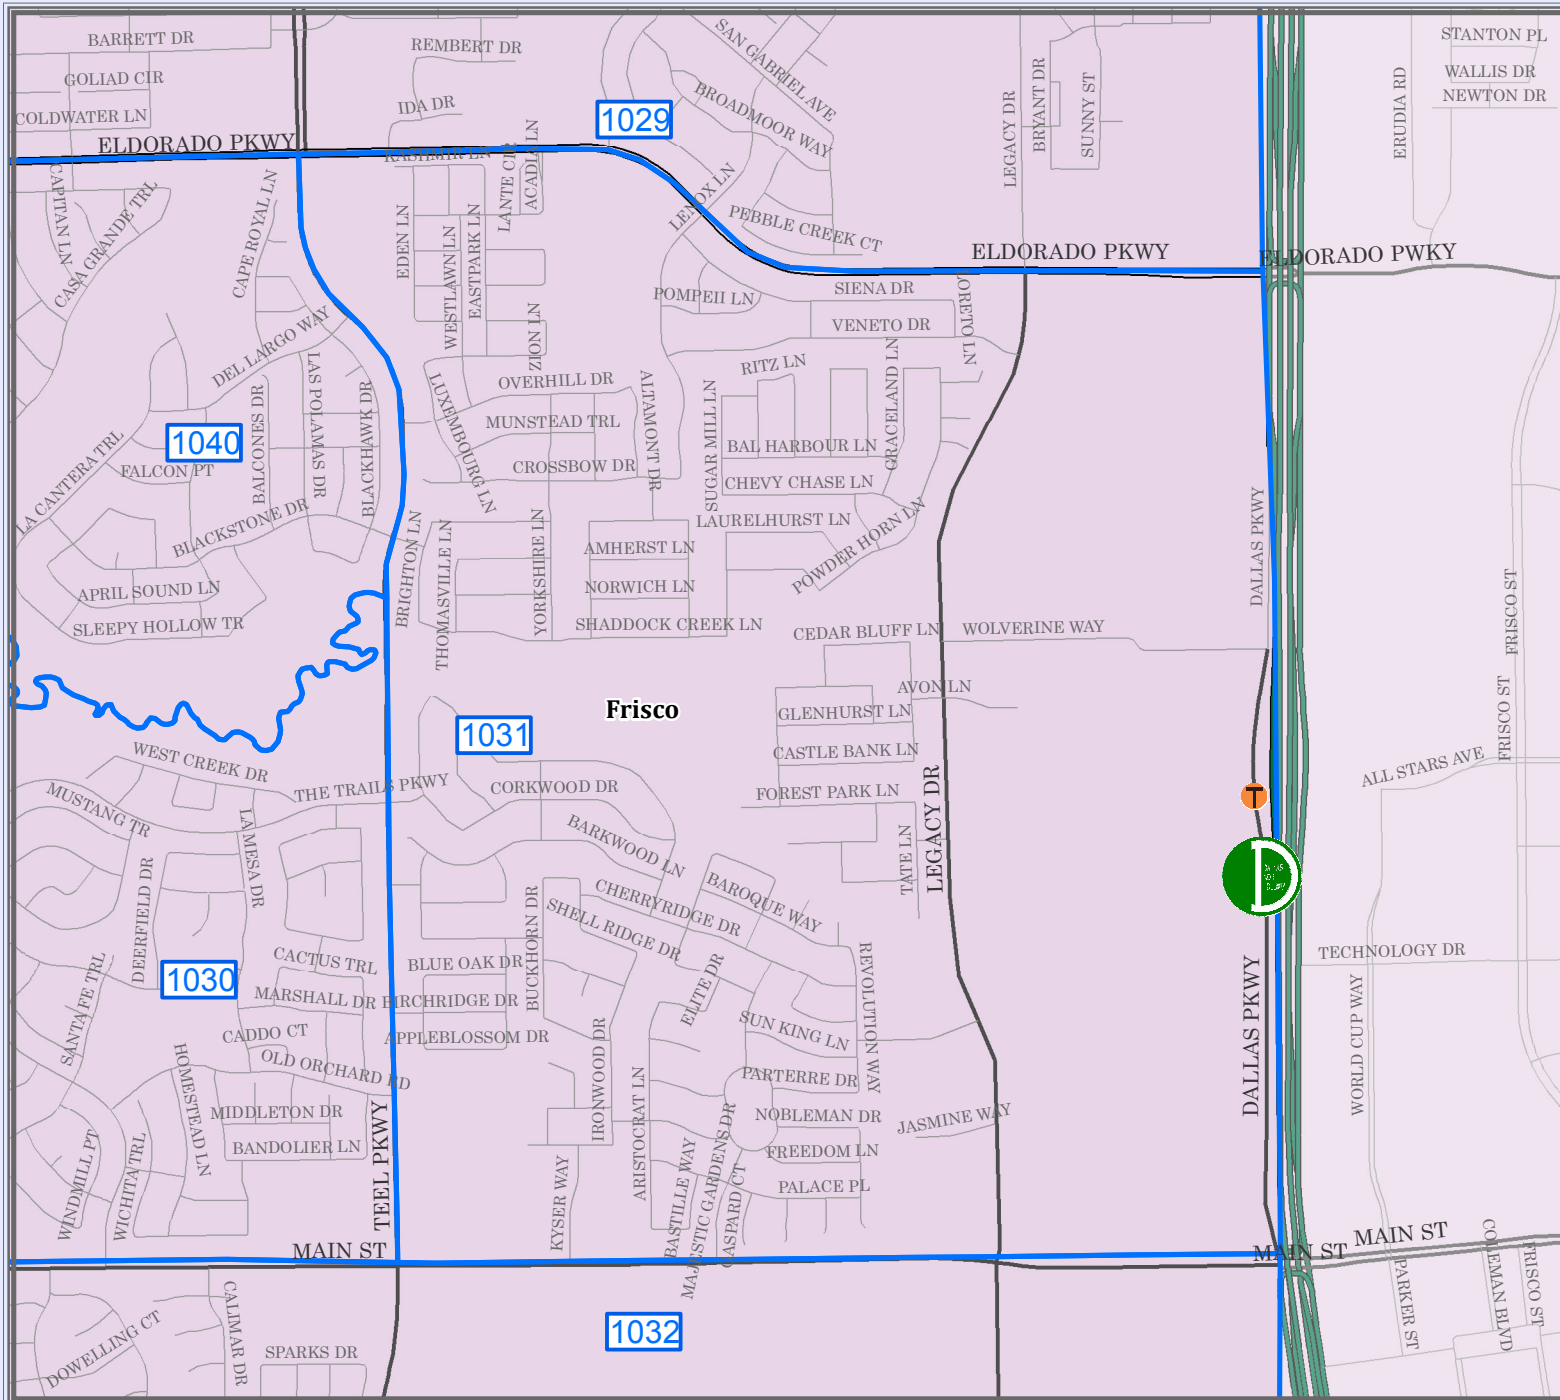 BARRETT DR
REMBERT DR
SAN GABRIEL AVE
STANTON PL
GOLIAD CIR
WALLIS DR
NEWTON DR
COLDWATER LN
IDA DR
1029
BROADMOOR WAY
LEGACY DR
BRYANT DR
SUNNY ST
ERUDIA RD
ELDORADO PKWY
KASHMIR LN
LANTE CIR
ACADIA LN
CAPITAN LN
CASA GRANDE TRL
CAPE ROYAL LN
EDEN LN
WESTLAWN LN
EASTPARK LN
LENOX LN
PEBBLE CREEK CT
ELDORADO PKWY
ELDORADO PWKY
POMPEII LN
SIENA DR
LORETO LN
VENETO DR
DEL LARGO WAY
ZION LN
RITZ LN
GRACELAND LN
LAS POLAMAS DR
BLACKHAWK DR
BALCONES DR
LUXEMBOURG LN
OVERHILL DR
ALTAMONT DR
SUGAR MILL LN
MUNSTEAD TRL
1040
BAL HARBOUR LN
LA CANTERA TRL
FALCON PT
CROSSBOW DR
CHEVY CHASE LN
BLACKSTONE DR
LAURELHURST LN
POWDER HORN LN
DALLAS PKWY
BRIGHTON LN
THOMASVILLE LN
YORKSHIRE LN
AMHERST LN
APRIL SOUND LN
NORWICH LN
FRISCO ST
SLEEPY HOLLOW TR
SHADDOCK CREEK LN
CEDAR BLUFF LN
WOLVERINE WAY
AVON LN
Frisco
GLENHURST LN
FRISCO ST
1031
CASTLE BANK LN
WEST CREEK DR
THE TRAILS PKWY
CORKWOOD DR
FOREST PARK LN
ALL STARS AVE
MUSTANG TR
T
LA MESA DR
BARKWOOD LN
TATE LN
LEGACY DR
DEERFIELD DR
CHERRYRIDGE DR
BAROQUE WAY
BUCKHORN DR
SHELL RIDGE DR
D
CACTUS TRL
BLUE OAK DR
TECHNOLOGY DR
1030
SANTA FE TRL
MARSHALL DR
BIRCHRIDGE DR
ELITE DR
REVOLUTION WAY
DALLAS PKWY
WORLD CUP WAY
CADDO CT
APPLEBLOSSOM DR
SUN KING LN
OLD ORCHARD RD
HOMESTEAD LN
IRONWOOD DR
ARISTOCRAT LN
PARTERRE DR
MIDDLETON DR
NOBLEMAN DR
JASMINE WAY
BANDOLIER LN
FREEDOM LN
WINDMILL PT
WICHITA TRL
TEEL PKWY
KYSER WAY
BASTILLE WAY
MAJESTIC GARDENS DR
GASPARD CT
PALACE PL
MAIN ST
MAIN ST
MAIN ST
CALIMAR DR
PARKER ST
COLEMAN BLVD
FRISCO ST
1032
DOWELLING CT
SPARKS DR